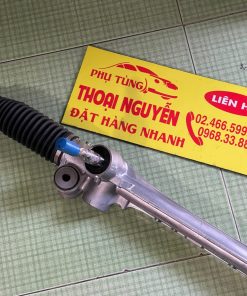 PHỤ TÙNG
THOẠI NGUYỄN
ĐẶT HÀNG NHANH
LIÊN H
02.466.599
0968.33.88